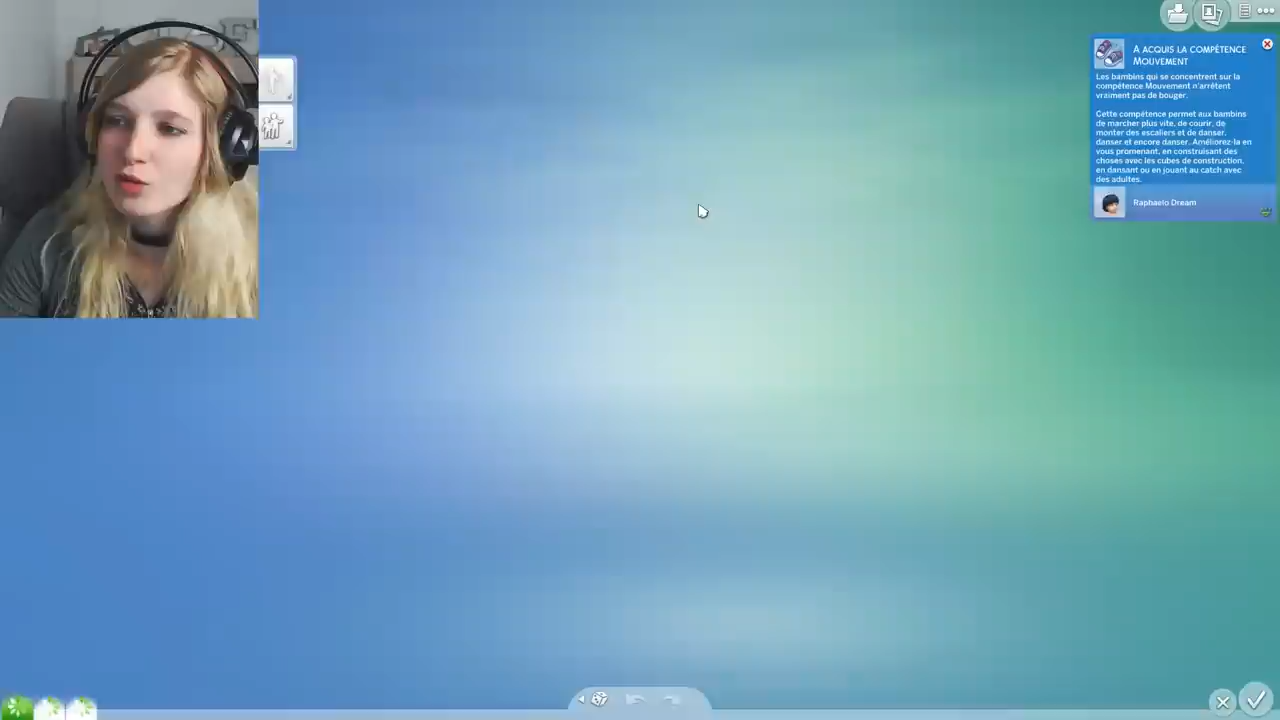 A ACQUIS LA COMPÉTENCE
MOUVEMENT
Les bambins qui se concentrent sur la
compétence Mouvement n'arrêtent
vraiment pas de bouger.
Cette compétence permet aux bambins
de marcher plus vite, de courir, de
monter des escaliers et de danser,
danser et encore danser. Améliorez-la en
vous promenant, en construisant des
choses avec les cubes de construction,
en dansant ou en jouant au catch avec
des adultes.
Raphaelo Dream